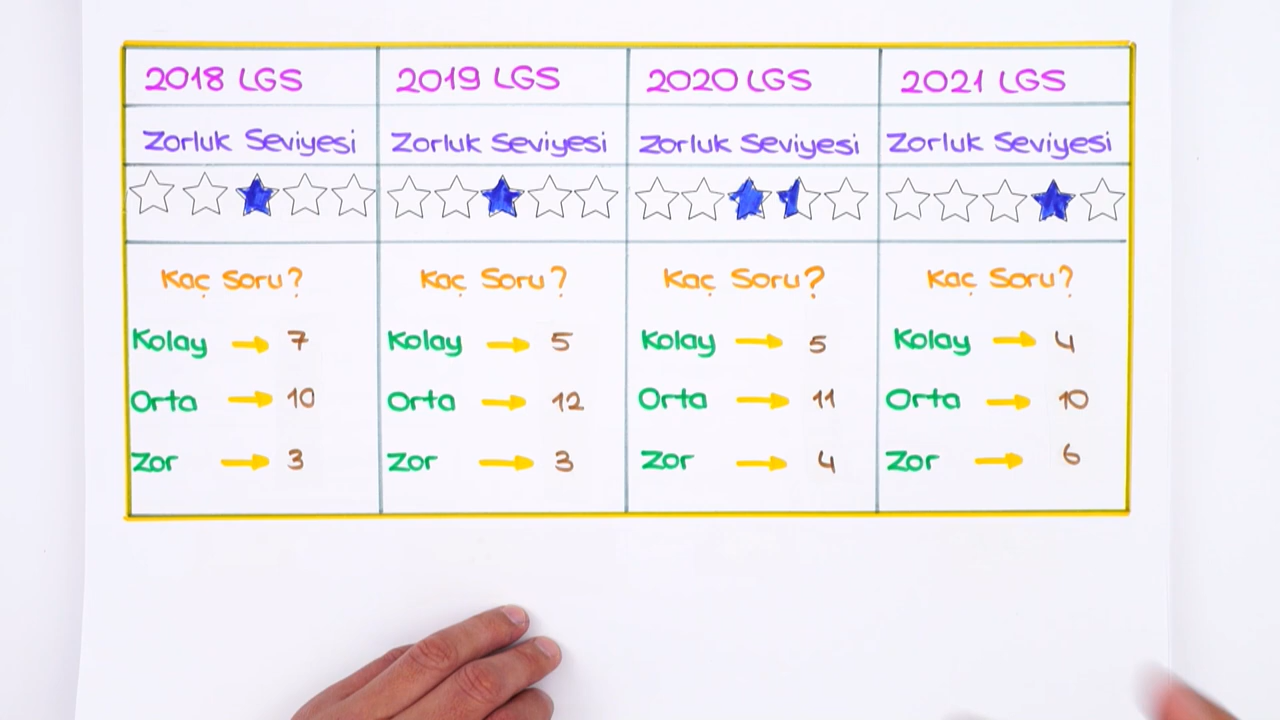 2018 LGS 2019 LGS 2020 LGS 2021 LGS
Zorluk Seviyesi Zorluk Seviyesi Zorluk Seviyesi Zorluk Seviyesi
Kaç Soru? Kaç Soru? Kaç Soru? Kaç Soru?
Kolay → 7 Kolay → 5 Kolay → 5 Kolay → 4
Orta → 10 Orta → 12 Orta → 11 Orta → 10
Zor → 3 Zor → 3 Zor → 4 Zor → 6